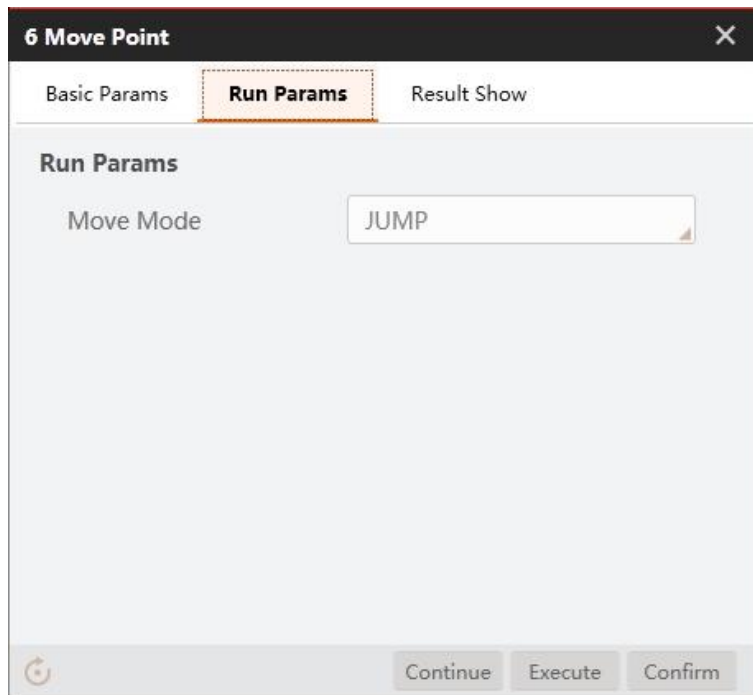 6 Move Point
Basic Params Run Params Result Show
Run Params
Move Mode JUMP
Continue Execute Confirm